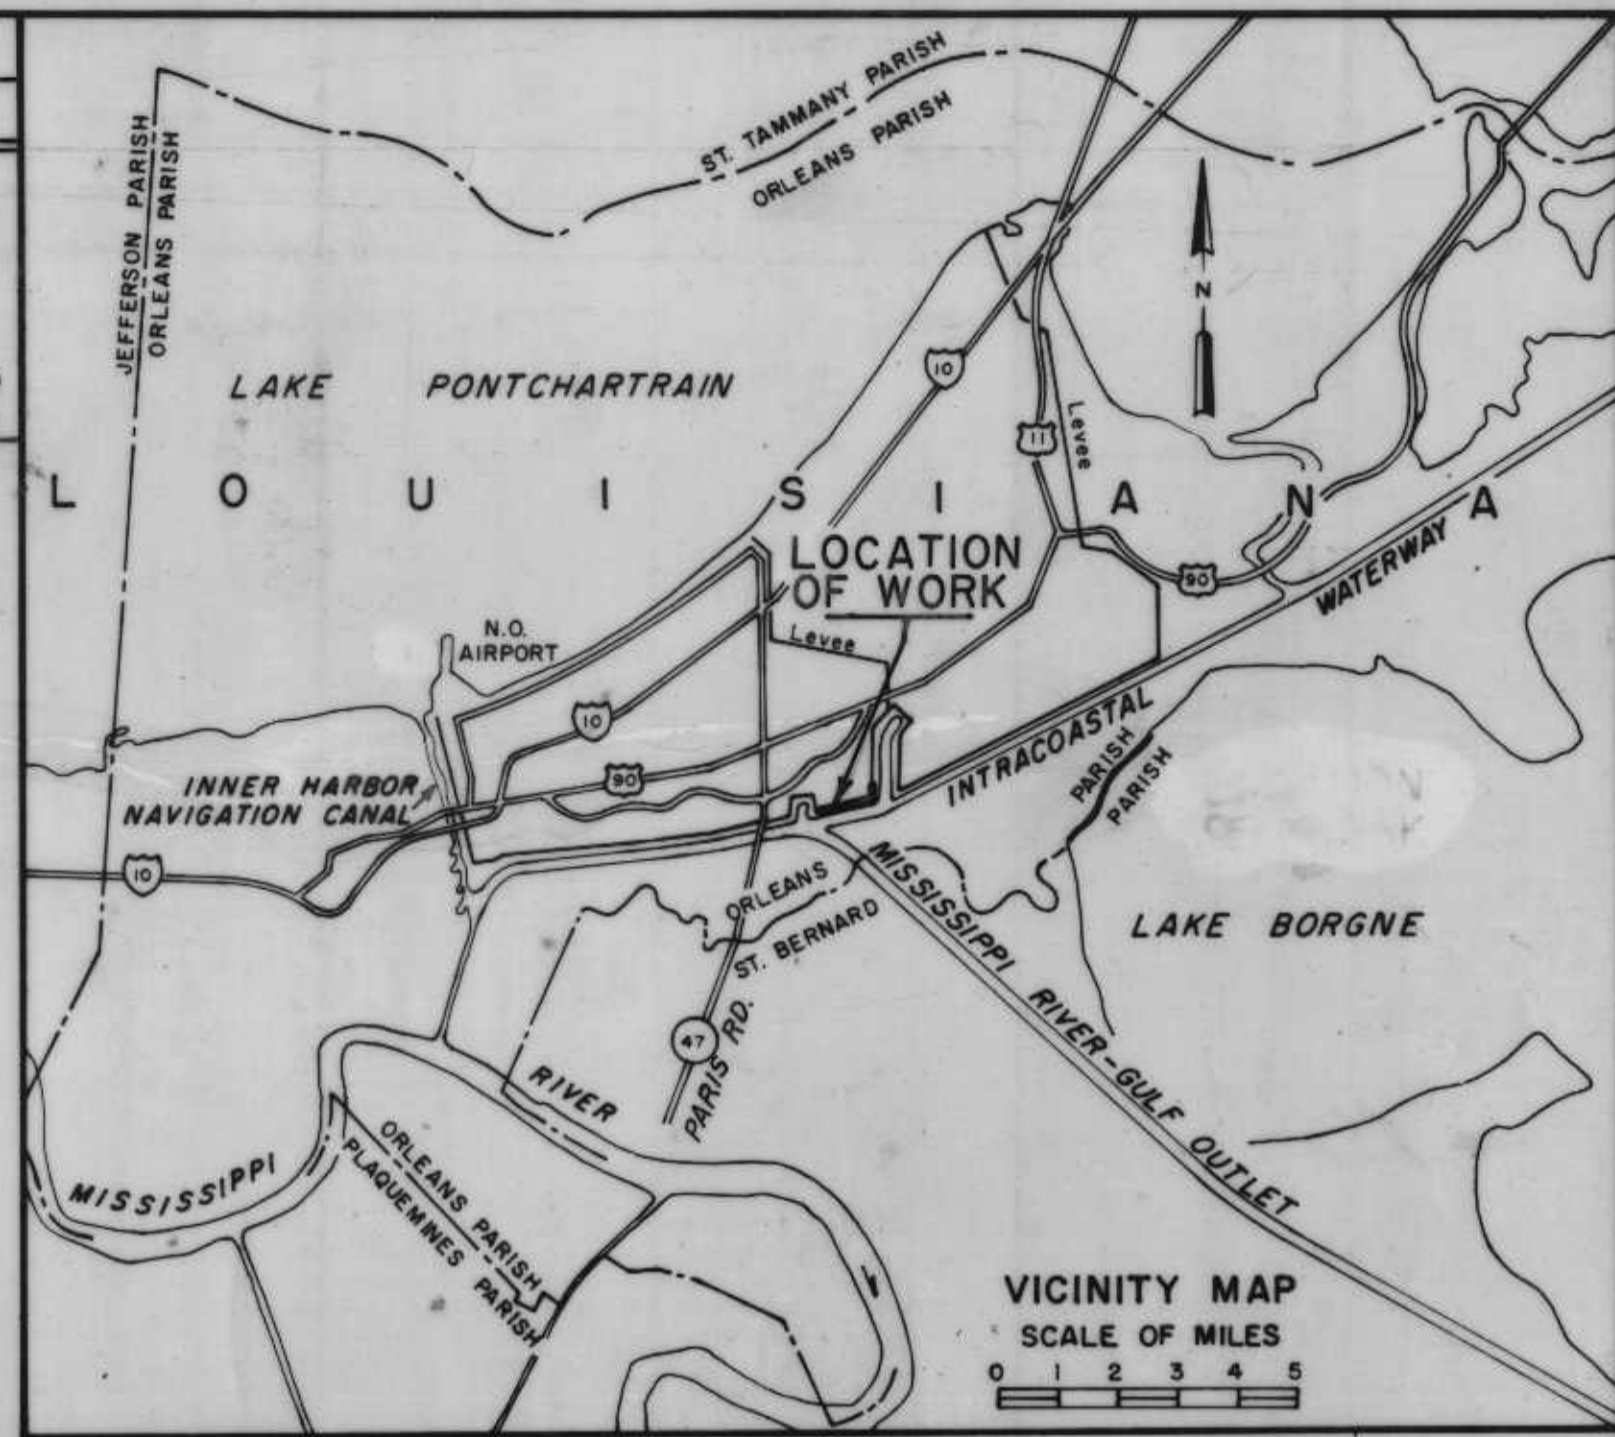 ST. TAMMANY PARISH
ORLEANS PARISH
JEFFERSON PARISH
ORLEANS PARISH
N
LAKE PONTCHARTRAIN
10
11
Levee
LOUISIANA
LOCATION
OF WORK
90
WATERWAY
N.O.
AIRPORT
Levee
10
90
INTRACOASTAL
PARISH
PARISH
INNER HARBOR
NAVIGATION CANAL
10
ORLEANS
ST. BERNARD
MISSISSIPPI RIVER-GULF OUTLET
LAKE BORGNE
47
PARIS RD.
MISSISSIPPI RIVER
ORLEANS PARISH
PLAQUEMINES PARISH
VICINITY MAP
SCALE OF MILES
0 1 2 3 4 5